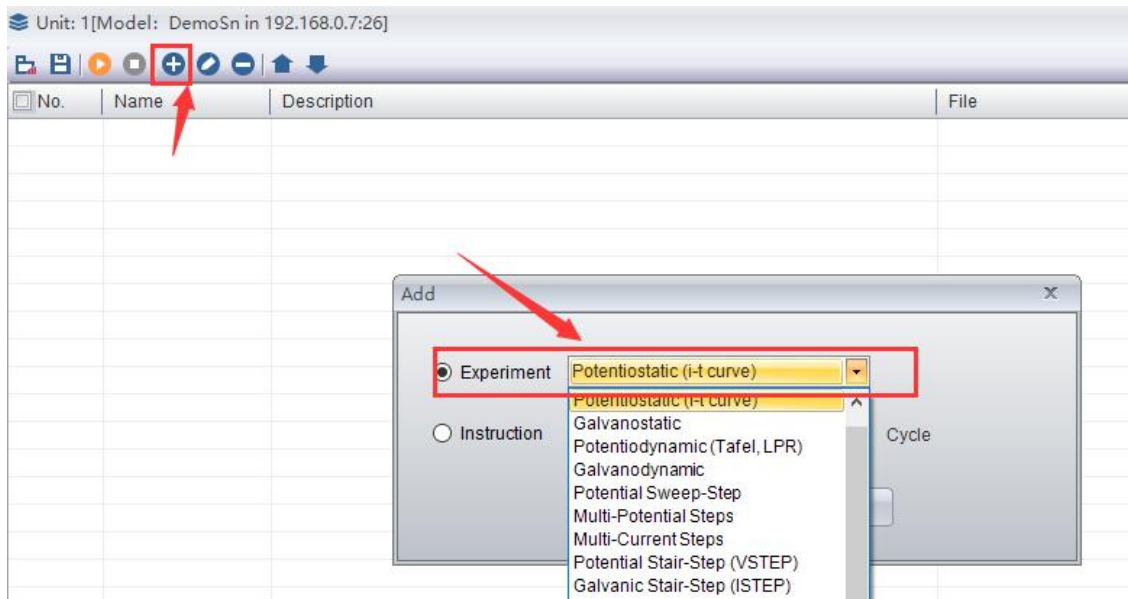 Unit: 1[Model: DemoSn in 192.168.0.7:26]
No. Name Description File
Add
Experiment Potentiostatic (i-t curve)
Potentiostatic (i-t curve)
Galvanostatic
Instruction Cycle
Potentiodynamic (Tafel, LPR)
Galvanodynamic
Potential Sweep-Step
Multi-Potential Steps
Multi-Current Steps
Potential Stair-Step (VSTEP)
Galvanic Stair-Step (ISTEP)